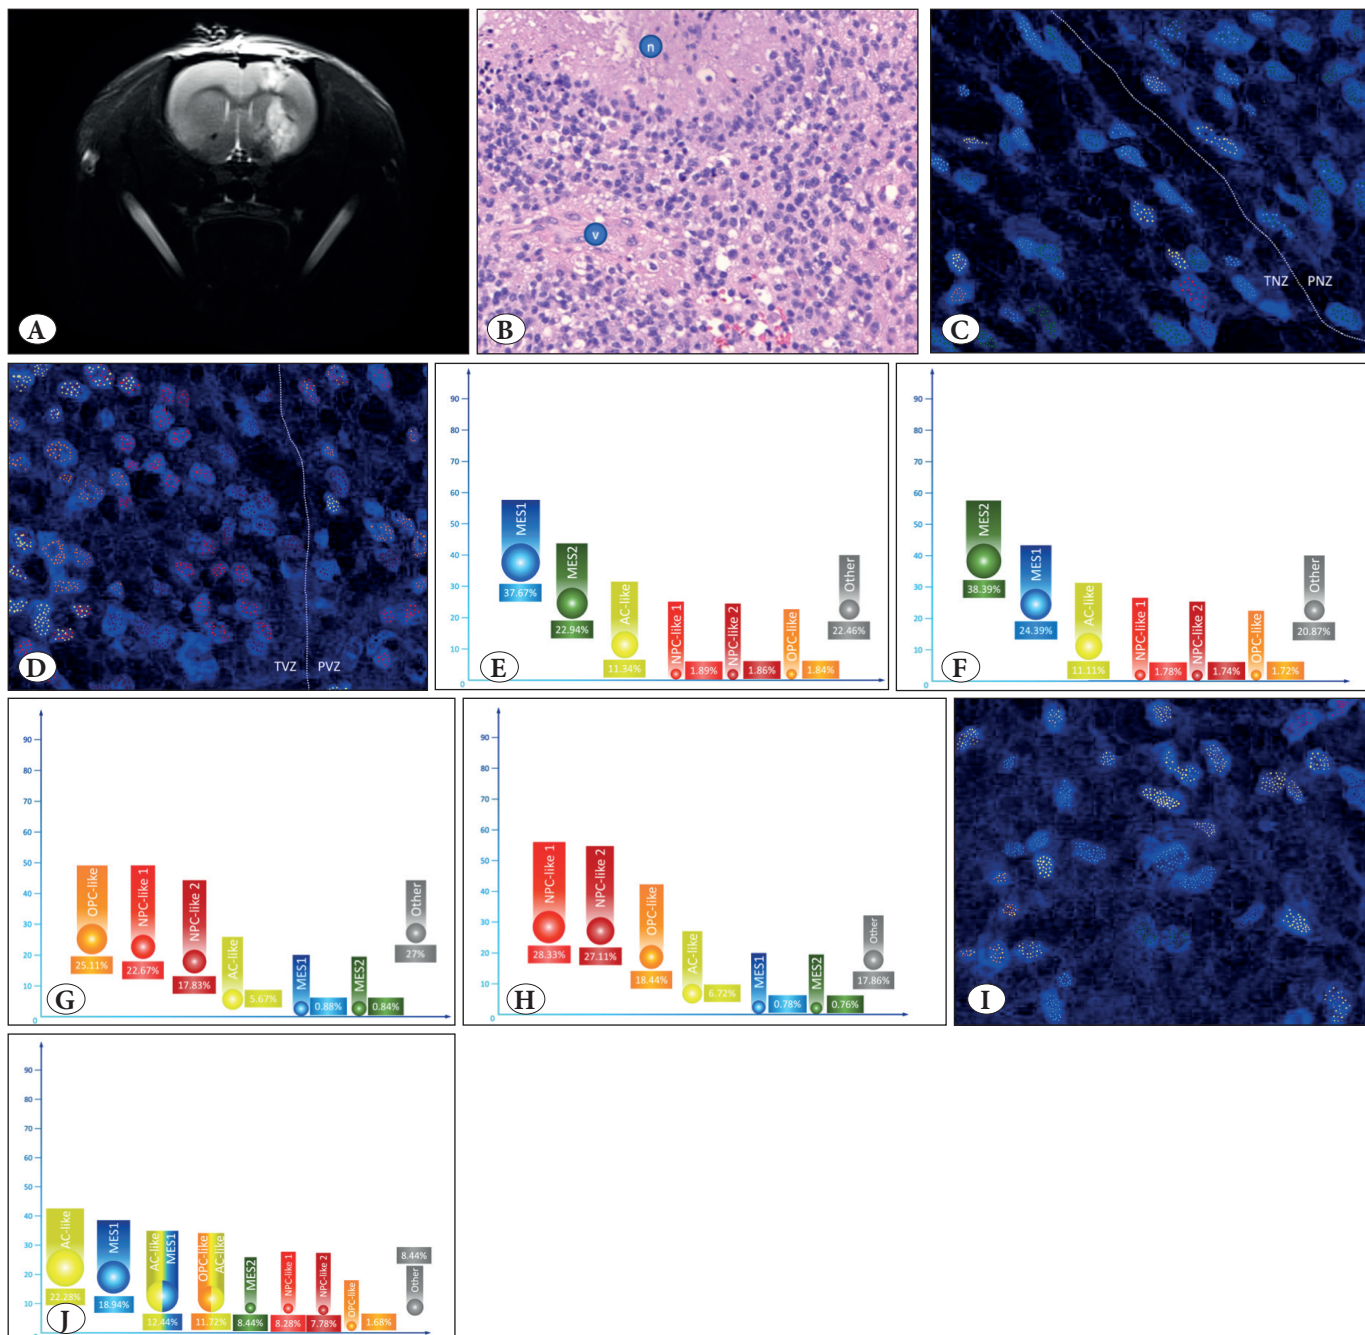 A
n
v
B
TNZ
PNZ
C
TVZ
PVZ
D
90
80
70
60
50
40
30
20
10
0
MES1
37.67%
MES2
22.94%
AC-like
11.34%
NPC-like 1
1.89%
NPC-like 2
1.86%
OPC-like
1.84%
Other
22.46%
E
90
80
70
60
50
40
30
20
10
0
MES2
38.39%
MES1
24.39%
AC-like
11.11%
NPC-like 1
1.78%
NPC-like 2
1.74%
OPC-like
1.72%
Other
20.87%
F
90
80
70
60
50
40
30
20
10
0
OPC-like
25.11%
NPC-like 1
22.67%
NPC-like 2
17.83%
AC-like
5.67%
MES1
0.88%
MES2
0.84%
Other
27%
G
90
80
70
60
50
40
30
20
10
0
NPC-like 1
28.33%
NPC-like 2
27.11%
OPC-like
18.44%
AC-like
6.72%
MES1
0.78%
MES2
0.76%
Other
17.86%
H
I
90
80
70
60
50
40
30
20
10
0
AC-like
22.28%
MES1
18.94%
AC-like
MES1
12.44%
OPC-like
AC-like
11.72%
MES2
8.44%
NPC-like 1
8.28%
NPC-like 2
7.78%
OPC-like
1.68%
8.44%
Other
J